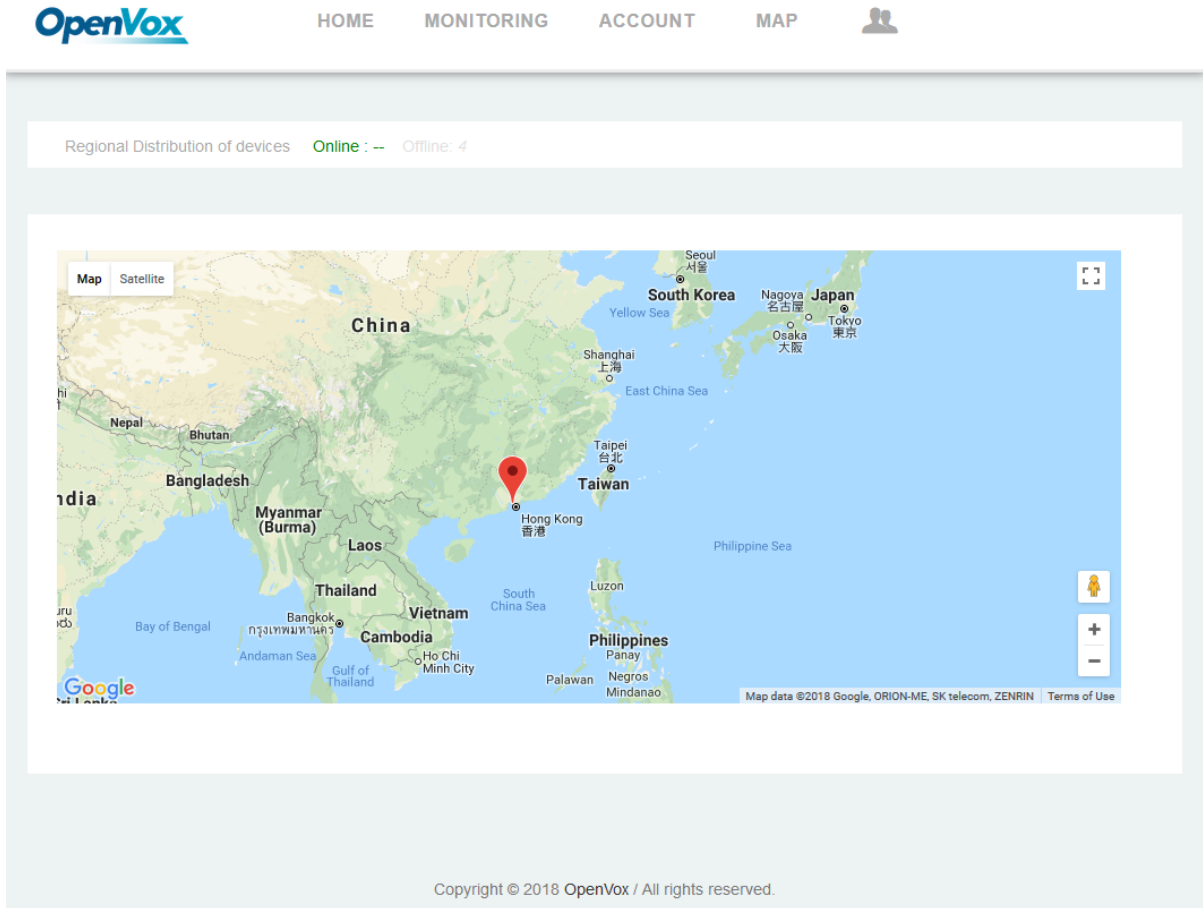 OpenVox
HOME MONITORING ACCOUNT MAP
Regional Distribution of devices Online : -- Offline: 4
Map Satellite
Seoul
서울
South Korea
Nagoya
名古屋
Japan
Tokyo
東京
Osaka
大阪
Yellow Sea
China
Shanghai
上海
East China Sea
Nepal
Bhutan
Taipei
台北
Taiwan
Bangladesh
ndia
Myanmar
(Burma)
Hong Kong
香港
Laos
Philippine Sea
Thailand
South
China Sea
Luzon
Vietnam
Bangkok
กรุงเทพมหานคร
Bay of Bengal
Cambodia
Philippines
Andaman Sea
Ho Chi
Minh City
Panay
Gulf of
Thailand
Palawan
Negros
Mindanao
Google
Sri Lanka
Map data ©2018 Google, ORION-ME, SK telecom, ZENRIN Terms of Use
Copyright © 2018 OpenVox / All rights reserved.